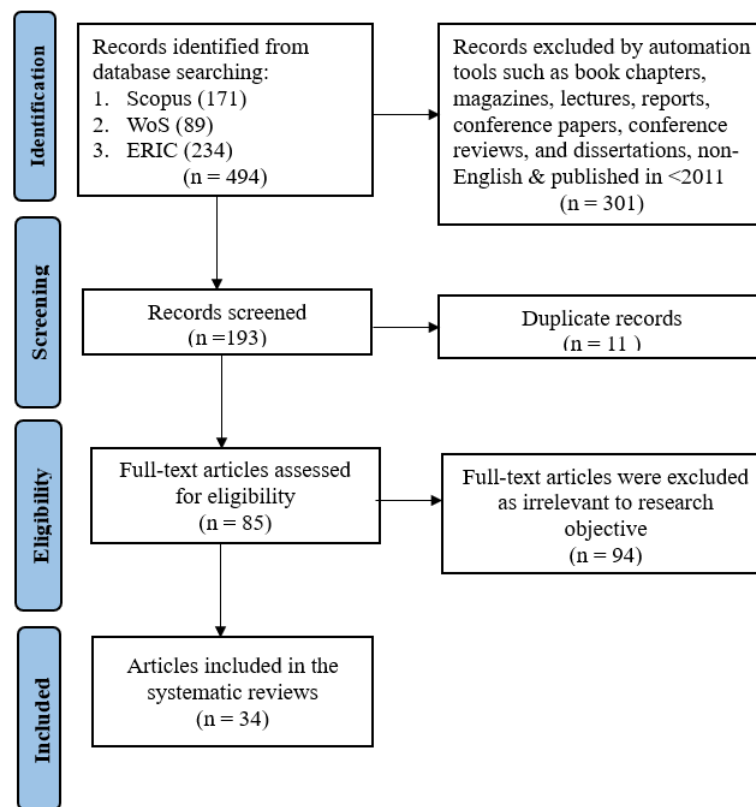 Identification
Records identified from
database searching:
1. Scopus (171)
2. WoS (89)
3. ERIC (234)
(n = 494)
Records excluded by automation
tools such as book chapters,
magazines, lectures, reports,
conference papers, conference
reviews, and dissertations, non-
English & published in <2011
(n = 301)
Screening
Records screened
(n =193)
Duplicate records
(n = 11 )
Eligibility
Full-text articles assessed
for eligibility
(n = 85)
Full-text articles were excluded
as irrelevant to research
objective
(n = 94)
Included
Articles included in the
systematic reviews
(n = 34)